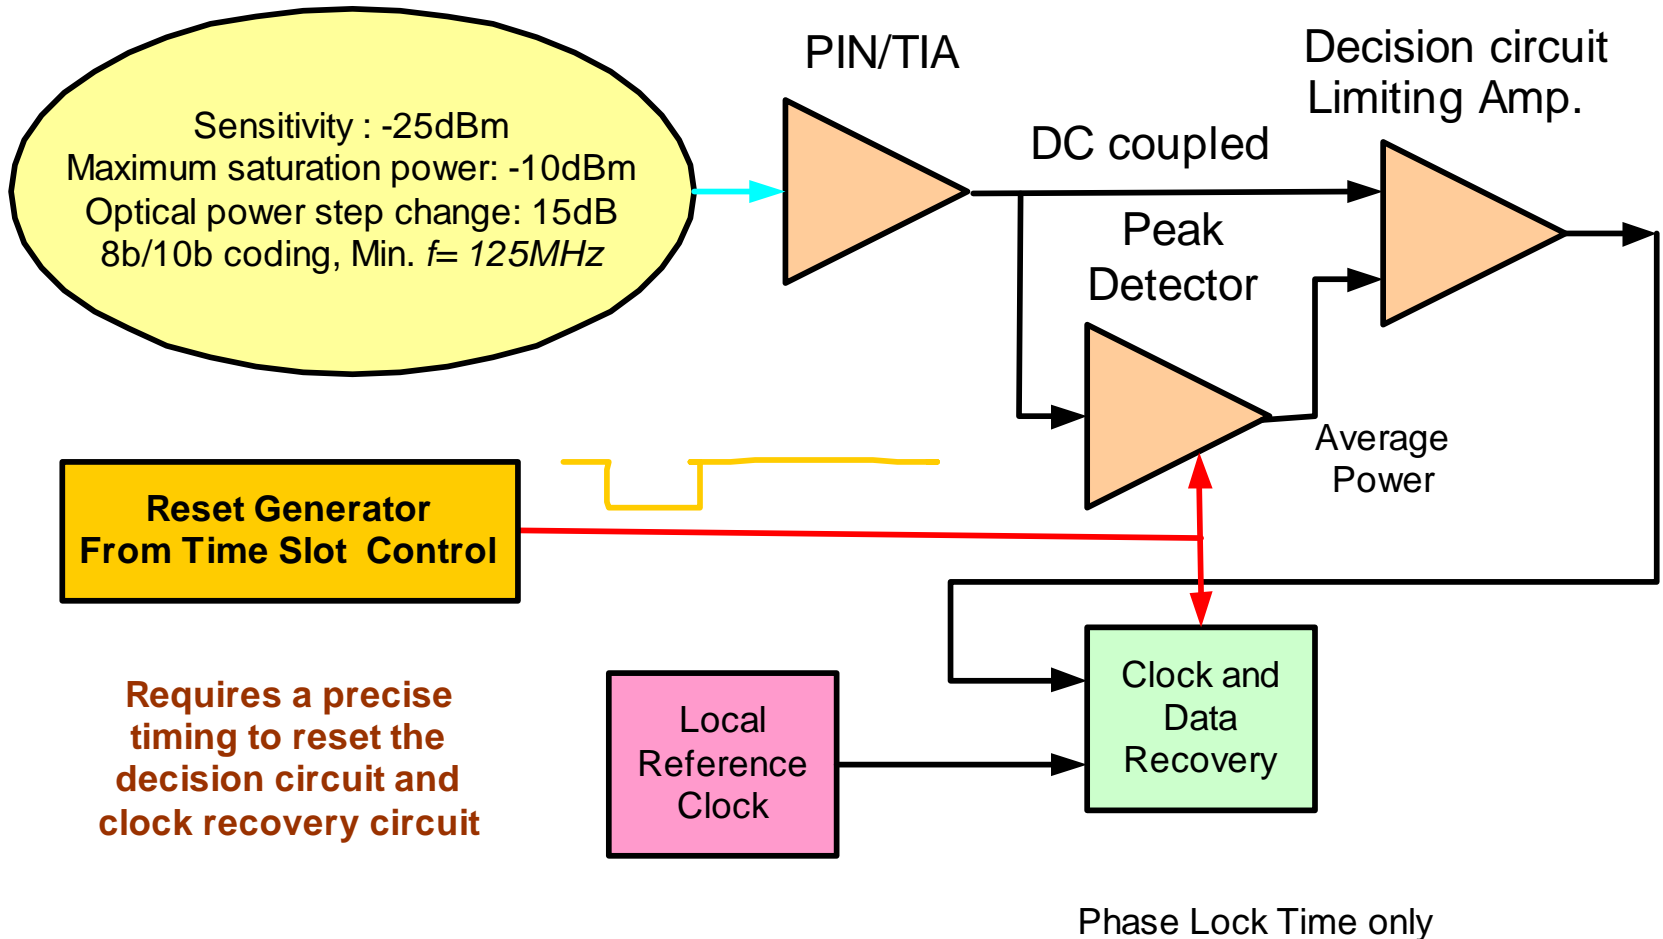 PIN/TIA
Decision circuit
Limiting Amp.
Sensitivity : -25dBm
Maximum saturation power: -10dBm
Optical power step change: 15dB
8b/10b coding, Min. f= 125MHz
DC coupled
Peak
Detector
Average
Power
Reset Generator
From Time Slot Control
Requires a precise
timing to reset the
decision circuit and
clock recovery circuit
Local
Reference
Clock
Clock and
Data
Recovery
Phase Lock Time only